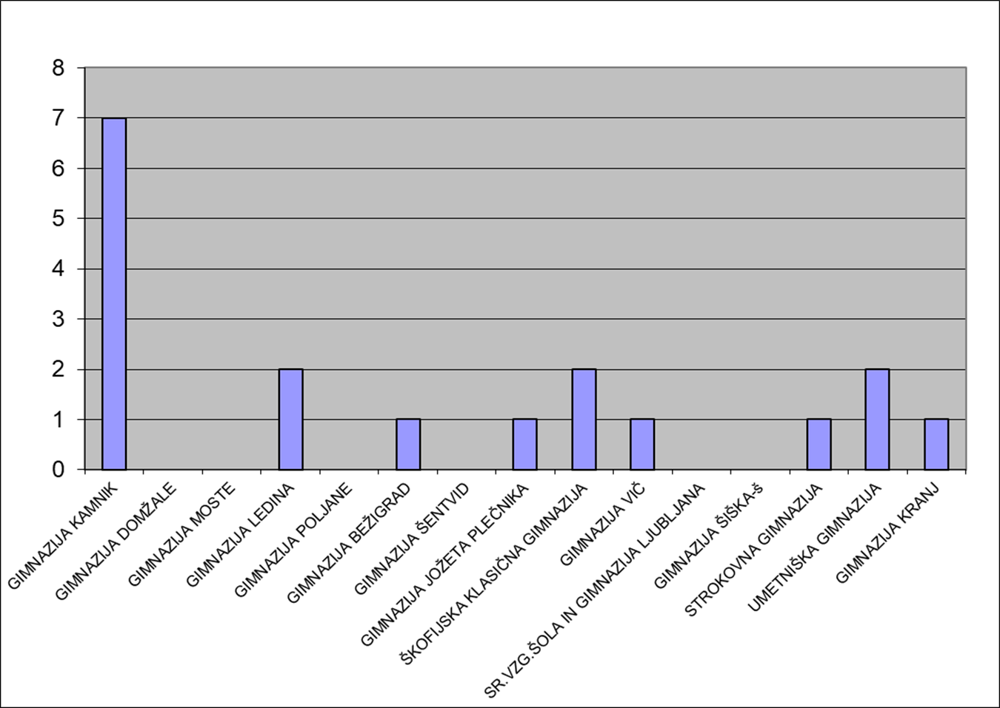 8
7
6
5
4
3
2
1
0
GIMNAZIJA KAMNIK
GIMNAZIJA DOMŽALE
GIMNAZIJA MOSTE
GIMNAZIJA LEDINA
GIMNAZIJA POLJANE
GIMNAZIJA BEŽIGRAD
GIMNAZIJA ŠENTVID
GIMNAZIJA JOŽETA PLEČNIKA
ŠKOFIJSKA KLASIČNA GIMNAZIJA
GIMNAZIJA VIČ
SR.VZG.ŠOLA IN GIMNAZIJA LJUBLJANA
GIMNAZIJA ŠIŠKA-š
STROKOVNA GIMNAZIJA
UMETNIŠKA GIMNAZIJA
GIMNAZIJA KRANJ